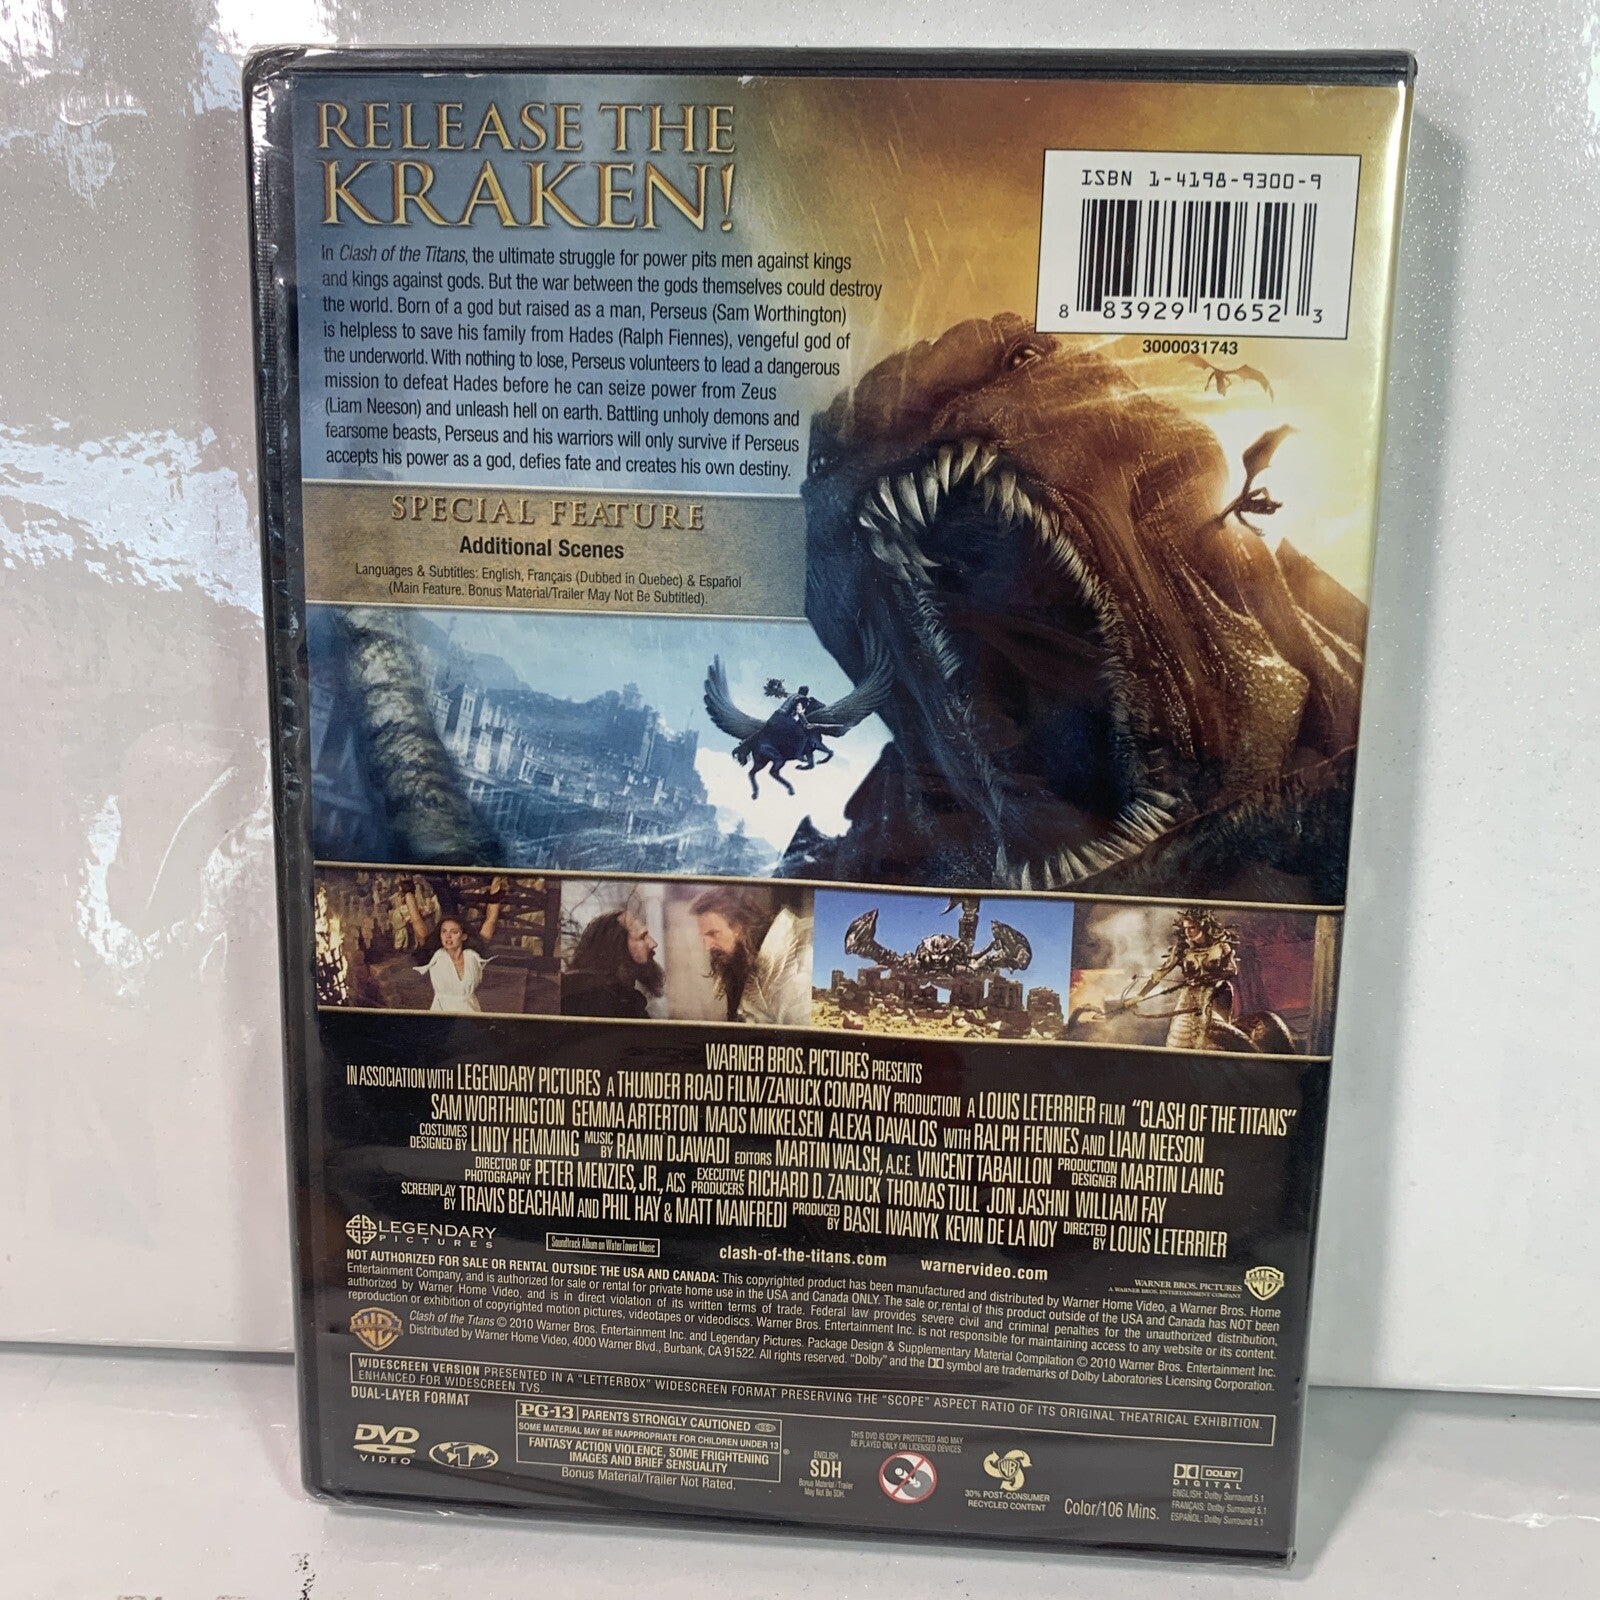 RELEASE THE
KRAKEN!
In Clash of the Titans, the ultimate struggle for power pits men against kings
and kings against gods. But the war between the gods themselves could destroy
the world. Born of a god but raised as a man, Perseus (Sam Worthington)
is helpless to save his family from Hades (Ralph Fiennes), vengeful god of
the underworld. With nothing to lose, Perseus volunteers to lead a dangerous
mission to defeat Hades before he can seize power from Zeus
(Liam Neeson) and unleash hell on earth. Battling unholy demons and
fearsome beasts, Perseus and his warriors will only survive if Perseus
accepts his power as a god, defies fate and creates his own destiny.
ISBN 1-4198-9300-9
8 83929 10652 3
3000031743
SPECIAL FEATURE
Additional Scenes
Languages & Subtitles: English, Français (Dubbed in Quebec) & Español
(Main Feature. Bonus Material/Trailer May Not Be Subtitled).
WARNER BROS. PICTURES PRESENTS
IN ASSOCIATION WITH LEGENDARY PICTURES A THUNDER ROAD FILM/ZANUCK COMPANY PRODUCTION A LOUIS LETERRIER FILM "CLASH OF THE TITANS"
SAM WORTHINGTON GEMMA ARTERTON MADS MIKKELSEN ALEXA DAVALOS WITH RALPH FIENNES AND LIAM NEESON
COSTUMES DESIGNED BY LINDY HEMMING MUSIC BY RAMIN DJAWADI EDITORS MARTIN WALSH, A.C.E. VINCENT TABAILLON PRODUCTION DESIGNER MARTIN LAING
DIRECTOR OF PHOTOGRAPHY PETER MENZIES, JR., ACS EXECUTIVE PRODUCERS RICHARD D. ZANUCK THOMAS TULL JON JASHNI WILLIAM FAY
SCREENPLAY BY TRAVIS BEACHAM AND PHIL HAY & MATT MANFREDI PRODUCED BY BASIL IWANYK KEVIN DE LA NOY DIRECTED BY LOUIS LETERRIER
LEGENDARY
PICTURES
Soundtrack Album on WaterTower Music
clash-of-the-titans.com warnervideo.com
WARNER BROS. PICTURES
A WARNER BROS. ENTERTAINMENT COMPANY
NOT AUTHORIZED FOR SALE OR RENTAL OUTSIDE THE USA AND CANADA: This copyrighted product has been manufactured and distributed by Warner Home Video, a Warner Bros. Home
Entertainment Company, and is authorized for sale or rental for private home use in the USA and Canada ONLY. The sale or rental of this product outside of the USA and Canada has NOT been
authorized by Warner Home Video, and is in direct violation of its written terms of trade. Federal law provides severe civil and criminal penalties for the unauthorized distribution,
reproduction or exhibition of copyrighted motion pictures, videotapes or videodiscs. Warner Bros. Entertainment Inc. is not responsible for maintaining access to any website or its content.
Clash of the Titans © 2010 Warner Bros. Entertainment Inc. and Legendary Pictures. Package Design & Supplementary Material Compilation © 2010 Warner Bros. Entertainment Inc.
Distributed by Warner Home Video, 4000 Warner Blvd., Burbank, CA 91522. All rights reserved. "Dolby" and the DD symbol are trademarks of Dolby Laboratories Licensing Corporation.
WIDESCREEN VERSION PRESENTED IN A "LETTERBOX" WIDESCREEN FORMAT PRESERVING THE "SCOPE" ASPECT RATIO OF ITS ORIGINAL THEATRICAL EXHIBITION.
ENHANCED FOR WIDESCREEN TVS.
DUAL-LAYER FORMAT
DVD
VIDEO
1
PG-13 PARENTS STRONGLY CAUTIONED
SOME MATERIAL MAY BE INAPPROPRIATE FOR CHILDREN UNDER 13
FANTASY ACTION VIOLENCE, SOME FRIGHTENING
IMAGES AND BRIEF SENSUALITY
®
Bonus Material/Trailer Not Rated.
ENGLISH
SDH
Bonus Material/Trailer
May Not Be SDH.
THIS DVD IS COPY PROTECTED AND MAY
BE PLAYED ONLY ON LICENSED DEVICES
30% POST-CONSUMER
RECYCLED CONTENT
Color/106 Mins.
DOLBY
DIGITAL
ENGLISH: Dolby Surround 5.1
FRANÇAIS: Dolby Surround 5.1
ESPAÑOL: Dolby Surround 5.1